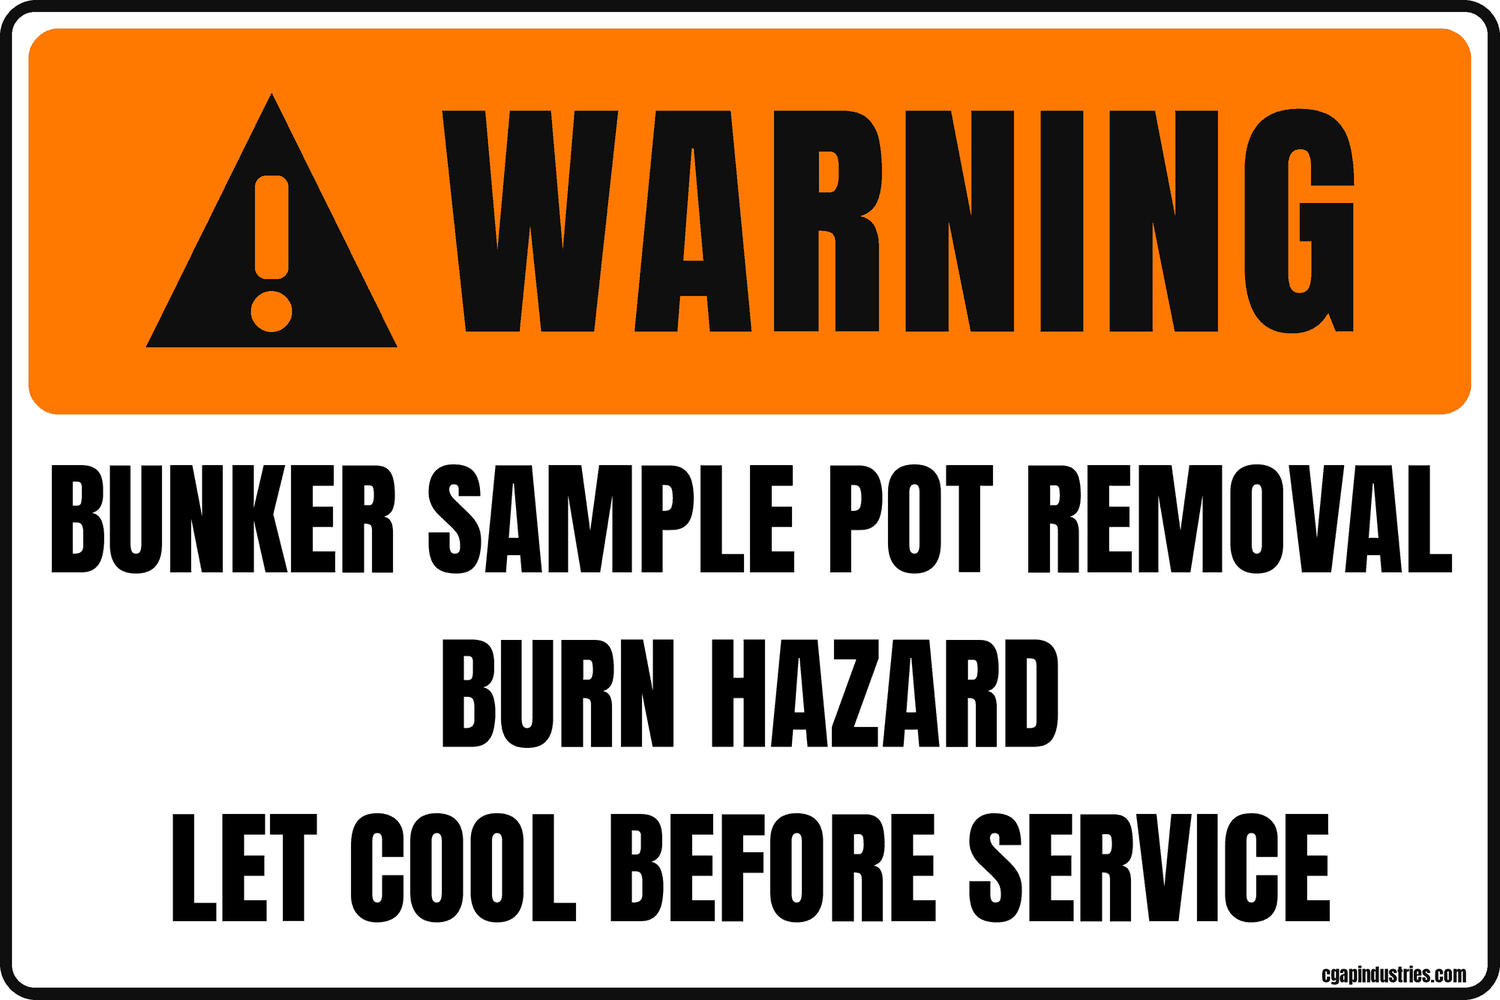 WARNING
BUNKER SAMPLE POT REMOVAL
BURN HAZARD
LET COOL BEFORE SERVICE
cgapindustries.com